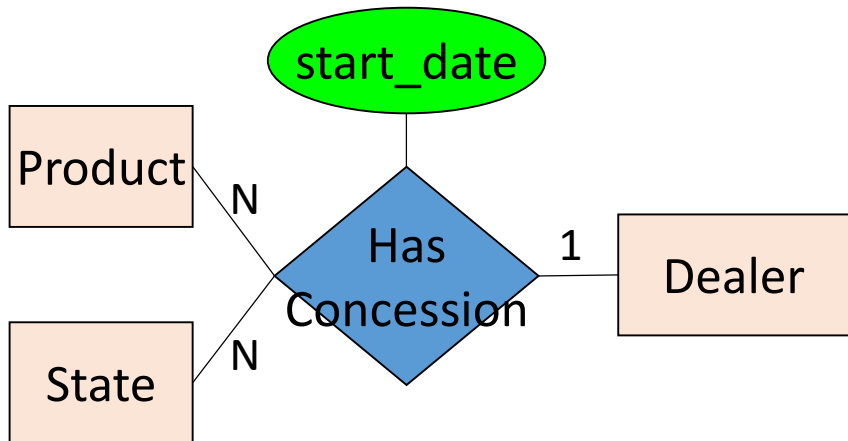 start_date
Product
N
Has
Concession
1
Dealer
N
State